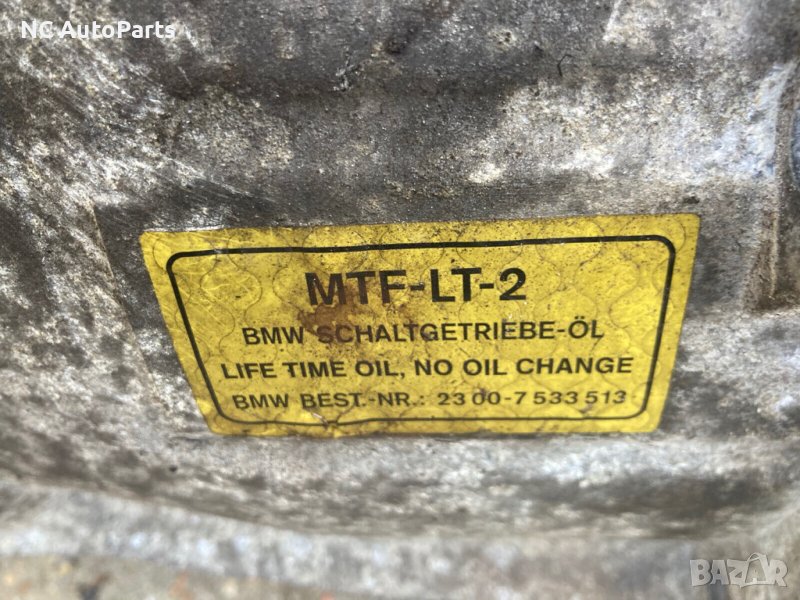 NC AutoParts
MTF-LT-2
BMW SCHALTGETRIEBE-ÖL
LIFE TIME OIL, NO OIL CHANGE
BMW BEST.-NR.: 23 00-7 533 513
BAZAR